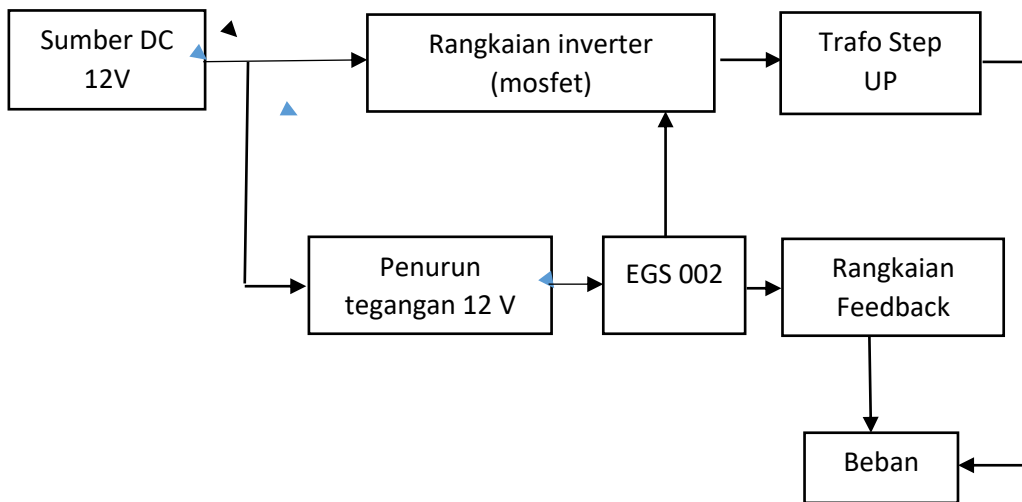 Sumber DC
12V
Rangkaian inverter
(mosfet)
Trafo Step
UP
Penurun
tegangan 12 V
EGS 002
Rangkaian
Feedback
Beban